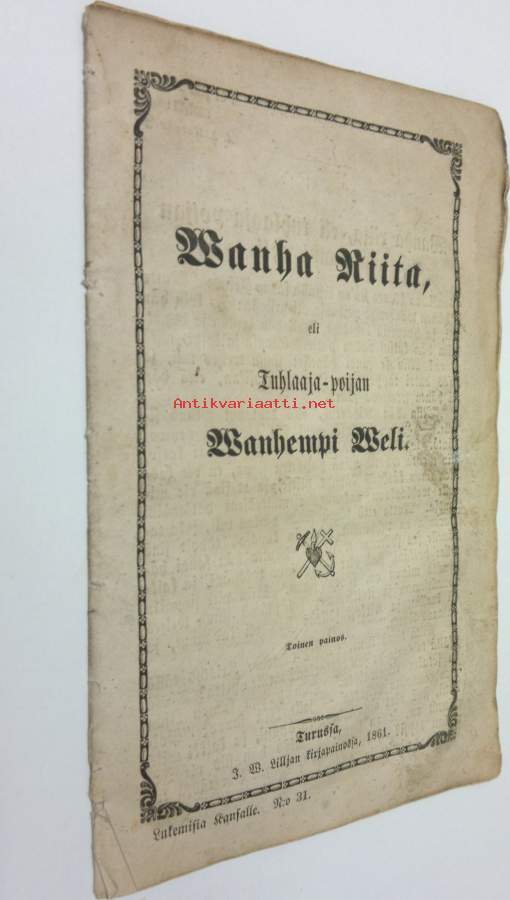 Wanha Riita,
eli
Tuhlaaja-poijan
Antikvariaatti.net
Wanhempi Weli.
Toinen painos.
Turussa,
J. W. Lilljan kirjapainossa, 1861.
Lukemisia Kansalle. N:o 31.